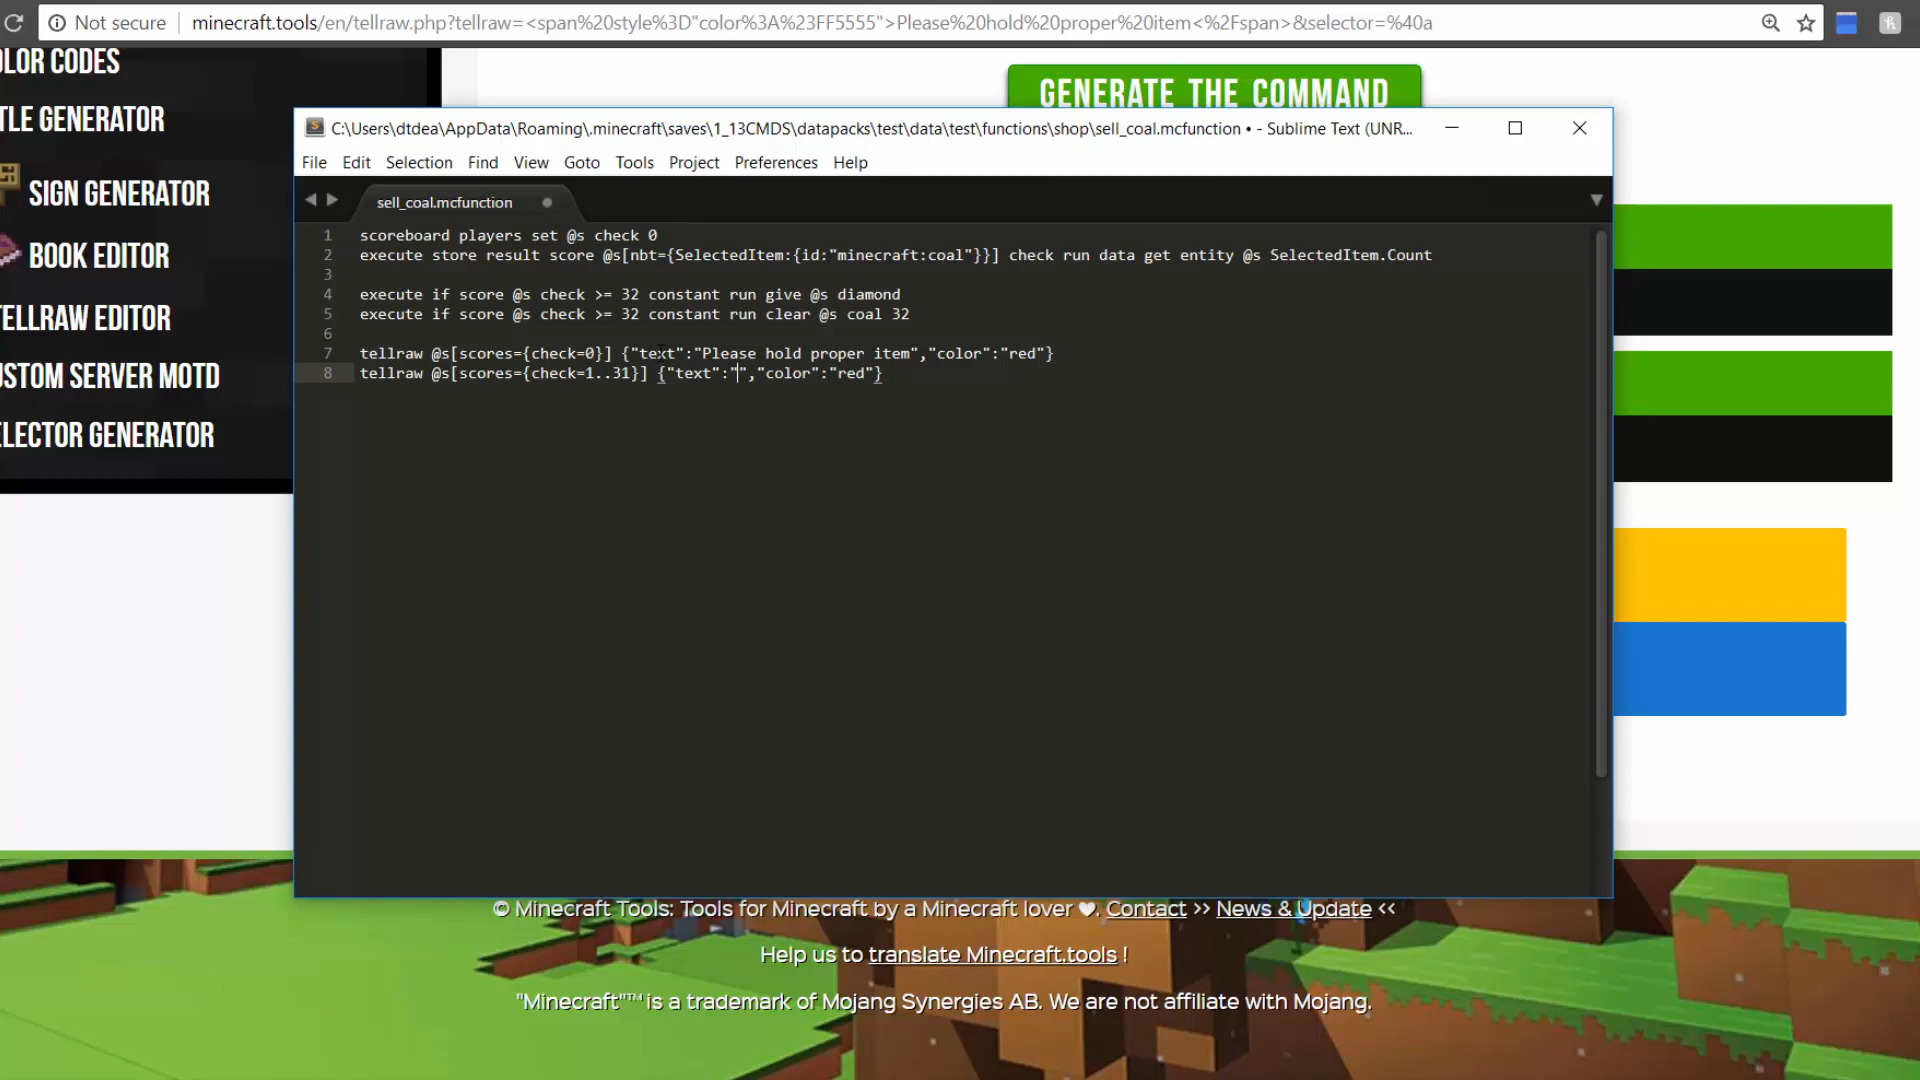 Not secure
minecraft.tools/en/tellraw.php?tellraw=<span%20style%3D"color%3A%23FF5555">Please%20hold%20proper%20item<%2Fspan>&selector=%40a
OLOR CODES
TLE GENERATOR
SIGN GENERATOR
BOOK EDITOR
TELLRAW EDITOR
USTOM SERVER MOTD
ELECTOR GENERATOR
GENERATE THE COMMAND
C:\Users\dtdea\AppData\Roaming\.minecraft\saves\1_13CMDS\datapacks\test\data\test\functions\shop\sell_coal.mcfunction • - Sublime Text (UNR...
File Edit Selection Find View Goto Tools Project Preferences Help
sell_coal.mcfunction
1 scoreboard players set @s check 0
2 execute store result score @s[nbt={SelectedItem:{id:"minecraft:coal"}}] check run data get entity @s SelectedItem.Count
3
4 execute if score @s check >= 32 constant run give @s diamond
5 execute if score @s check >= 32 constant run clear @s coal 32
6
7 tellraw @s[scores={check=0}] {"text":"Please hold proper item","color":"red"}
8 tellraw @s[scores={check=1..31}] {"text":"","color":"red"}
© Minecraft Tools: Tools for Minecraft by a Minecraft lover ♥. Contact >> News & Update <<
Help us to translate Minecraft.tools !
"Minecraft"™ is a trademark of Mojang Synergies AB. We are not affiliate with Mojang.